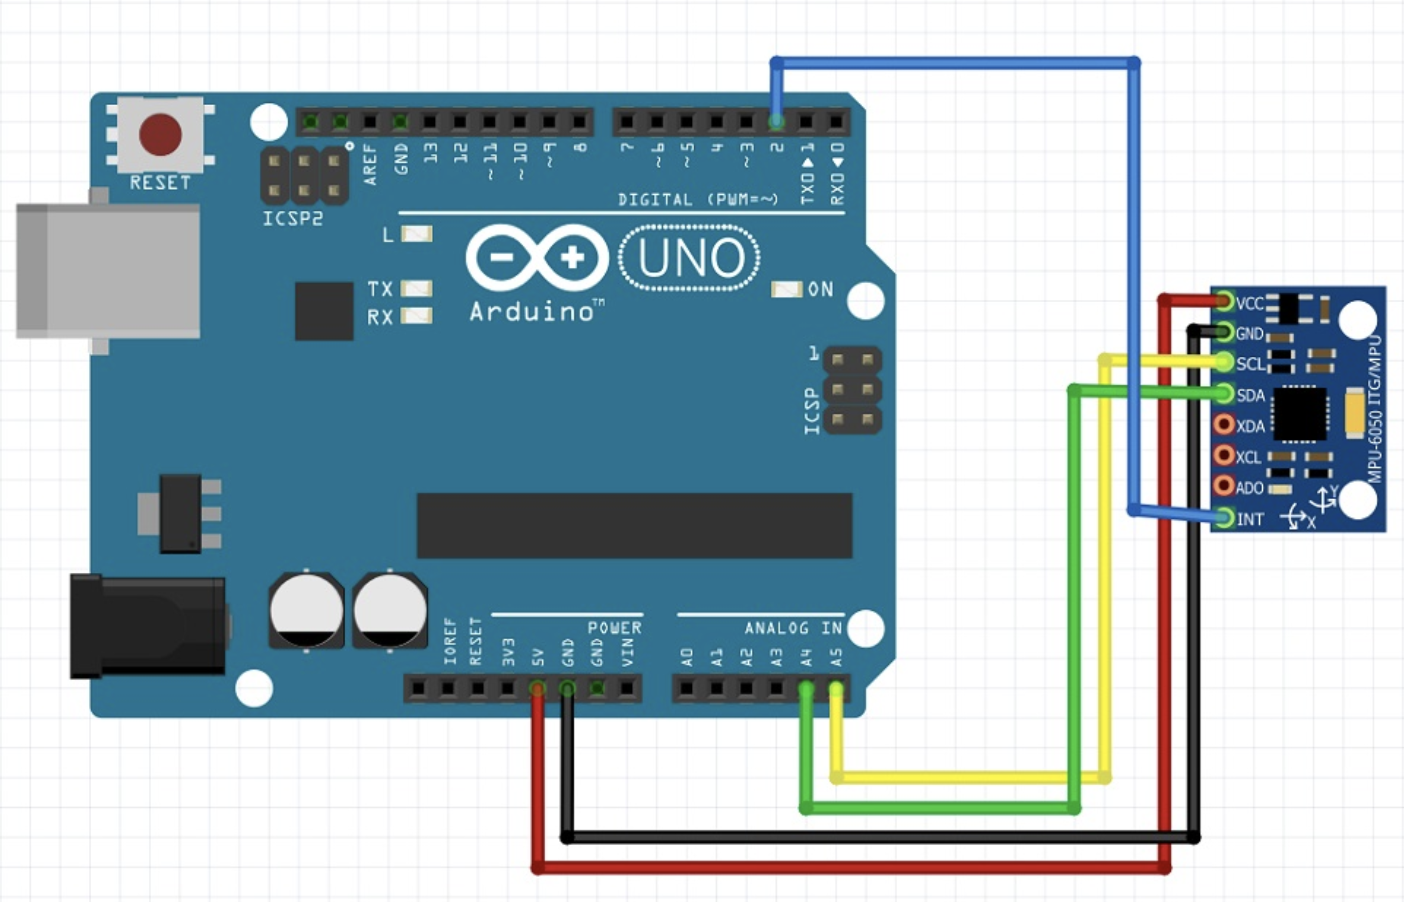 RESET
ICSP2
AREF
GND
13
12
~11
~10
~9
8
7
~6
~5
4
~3
2
TX0▶1
RX0◀0
DIGITAL (PWM=~)
L
TX
RX
UNO
Arduino™
ON
1
ICSP
POWER
ANALOG IN
IOREF
RESET
3V3
5V
GND
GND
VIN
A0
A1
A2
A3
A4
A5
VCC
GND
SCL
SDA
XDA
XCL
ADO
INT
Y
X
MPU-6050 ITG/MPU